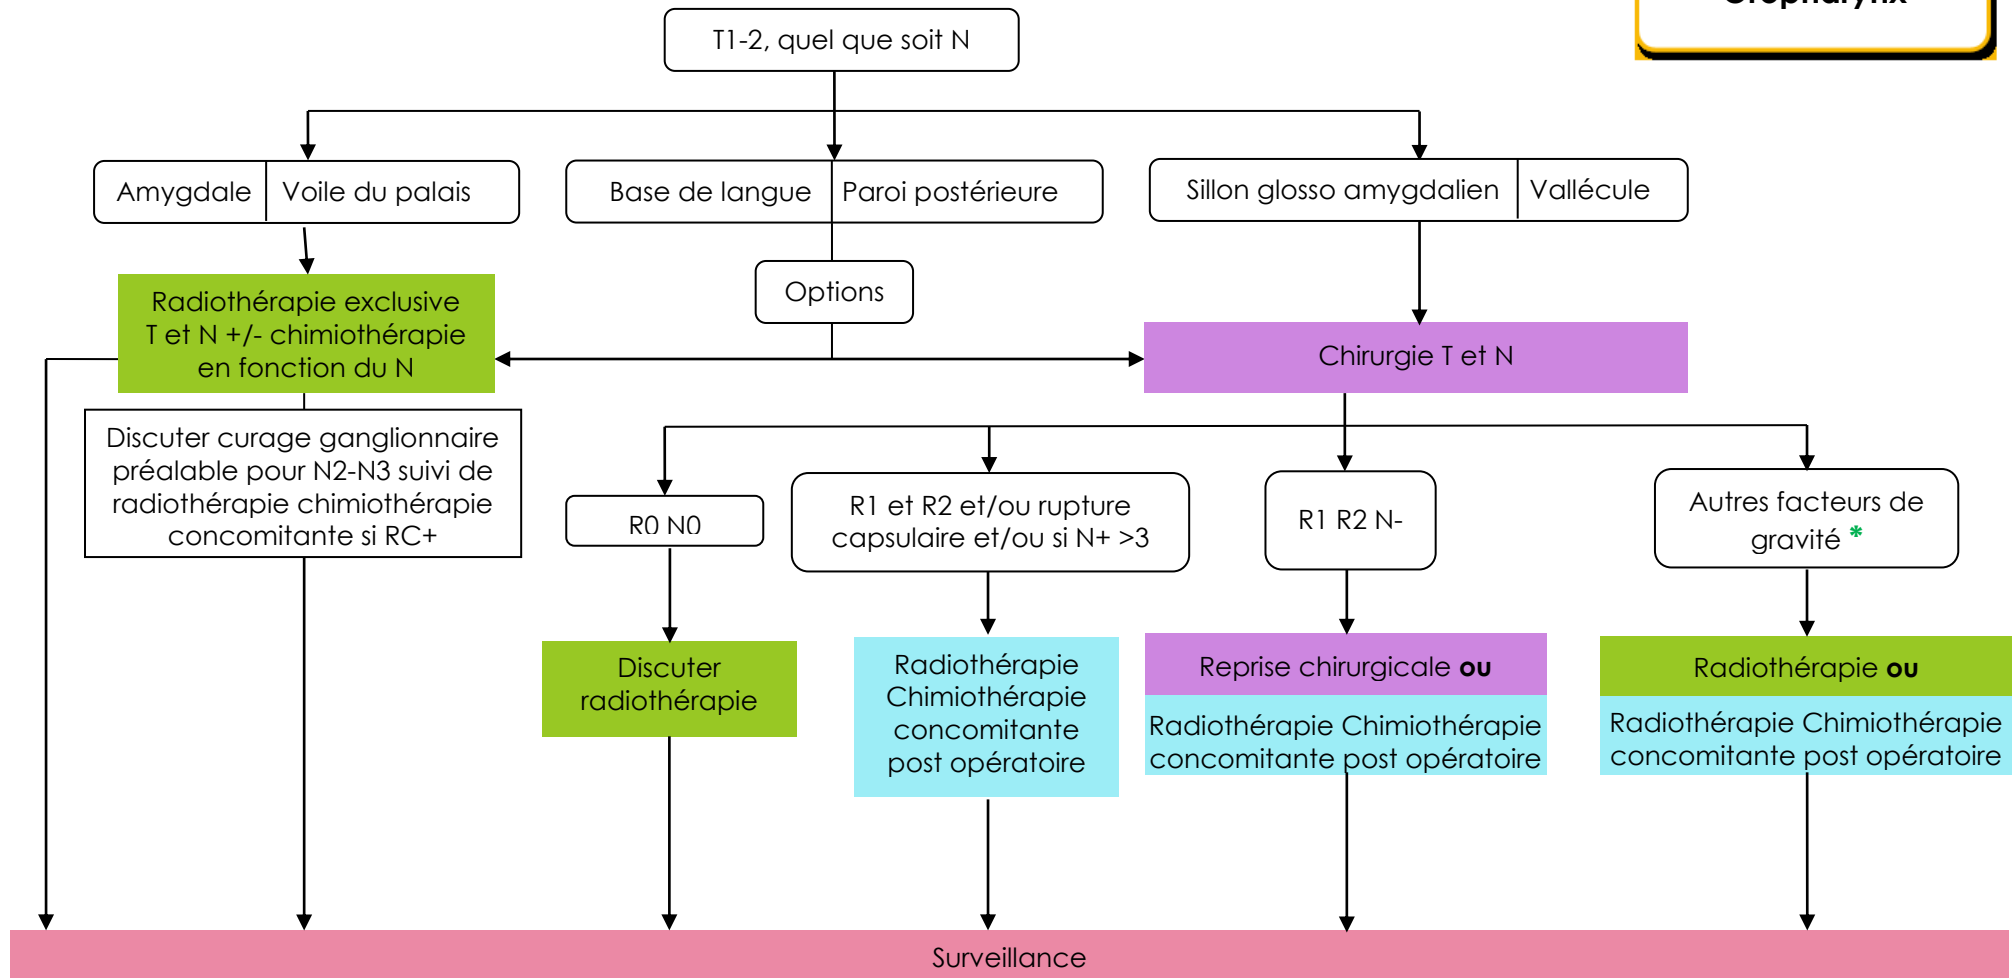 Oropharynx
T1-2, quel que soit N
Amygdale
Voile du palais
Base de langue
Paroi postérieure
Sillon glosso amygdalien
Vallécule
Radiothérapie exclusive
T et N +/- chimiothérapie
en fonction du N
Options
Chirurgie T et N
Discuter curage ganglionnaire
préalable pour N2-N3 suivi de
radiothérapie chimiothérapie
concomitante si RC+
R0 N0
R1 et R2 et/ou rupture
capsulaire et/ou si N+ >3
R1 R2 N-
Autres facteurs de
gravité *
Discuter
radiothérapie
Radiothérapie
Chimiothérapie
concomitante
post opératoire
Reprise chirurgicale ou
Radiothérapie Chimiothérapie
concomitante post opératoire
Radiothérapie ou
Radiothérapie Chimiothérapie
concomitante post opératoire
Surveillance